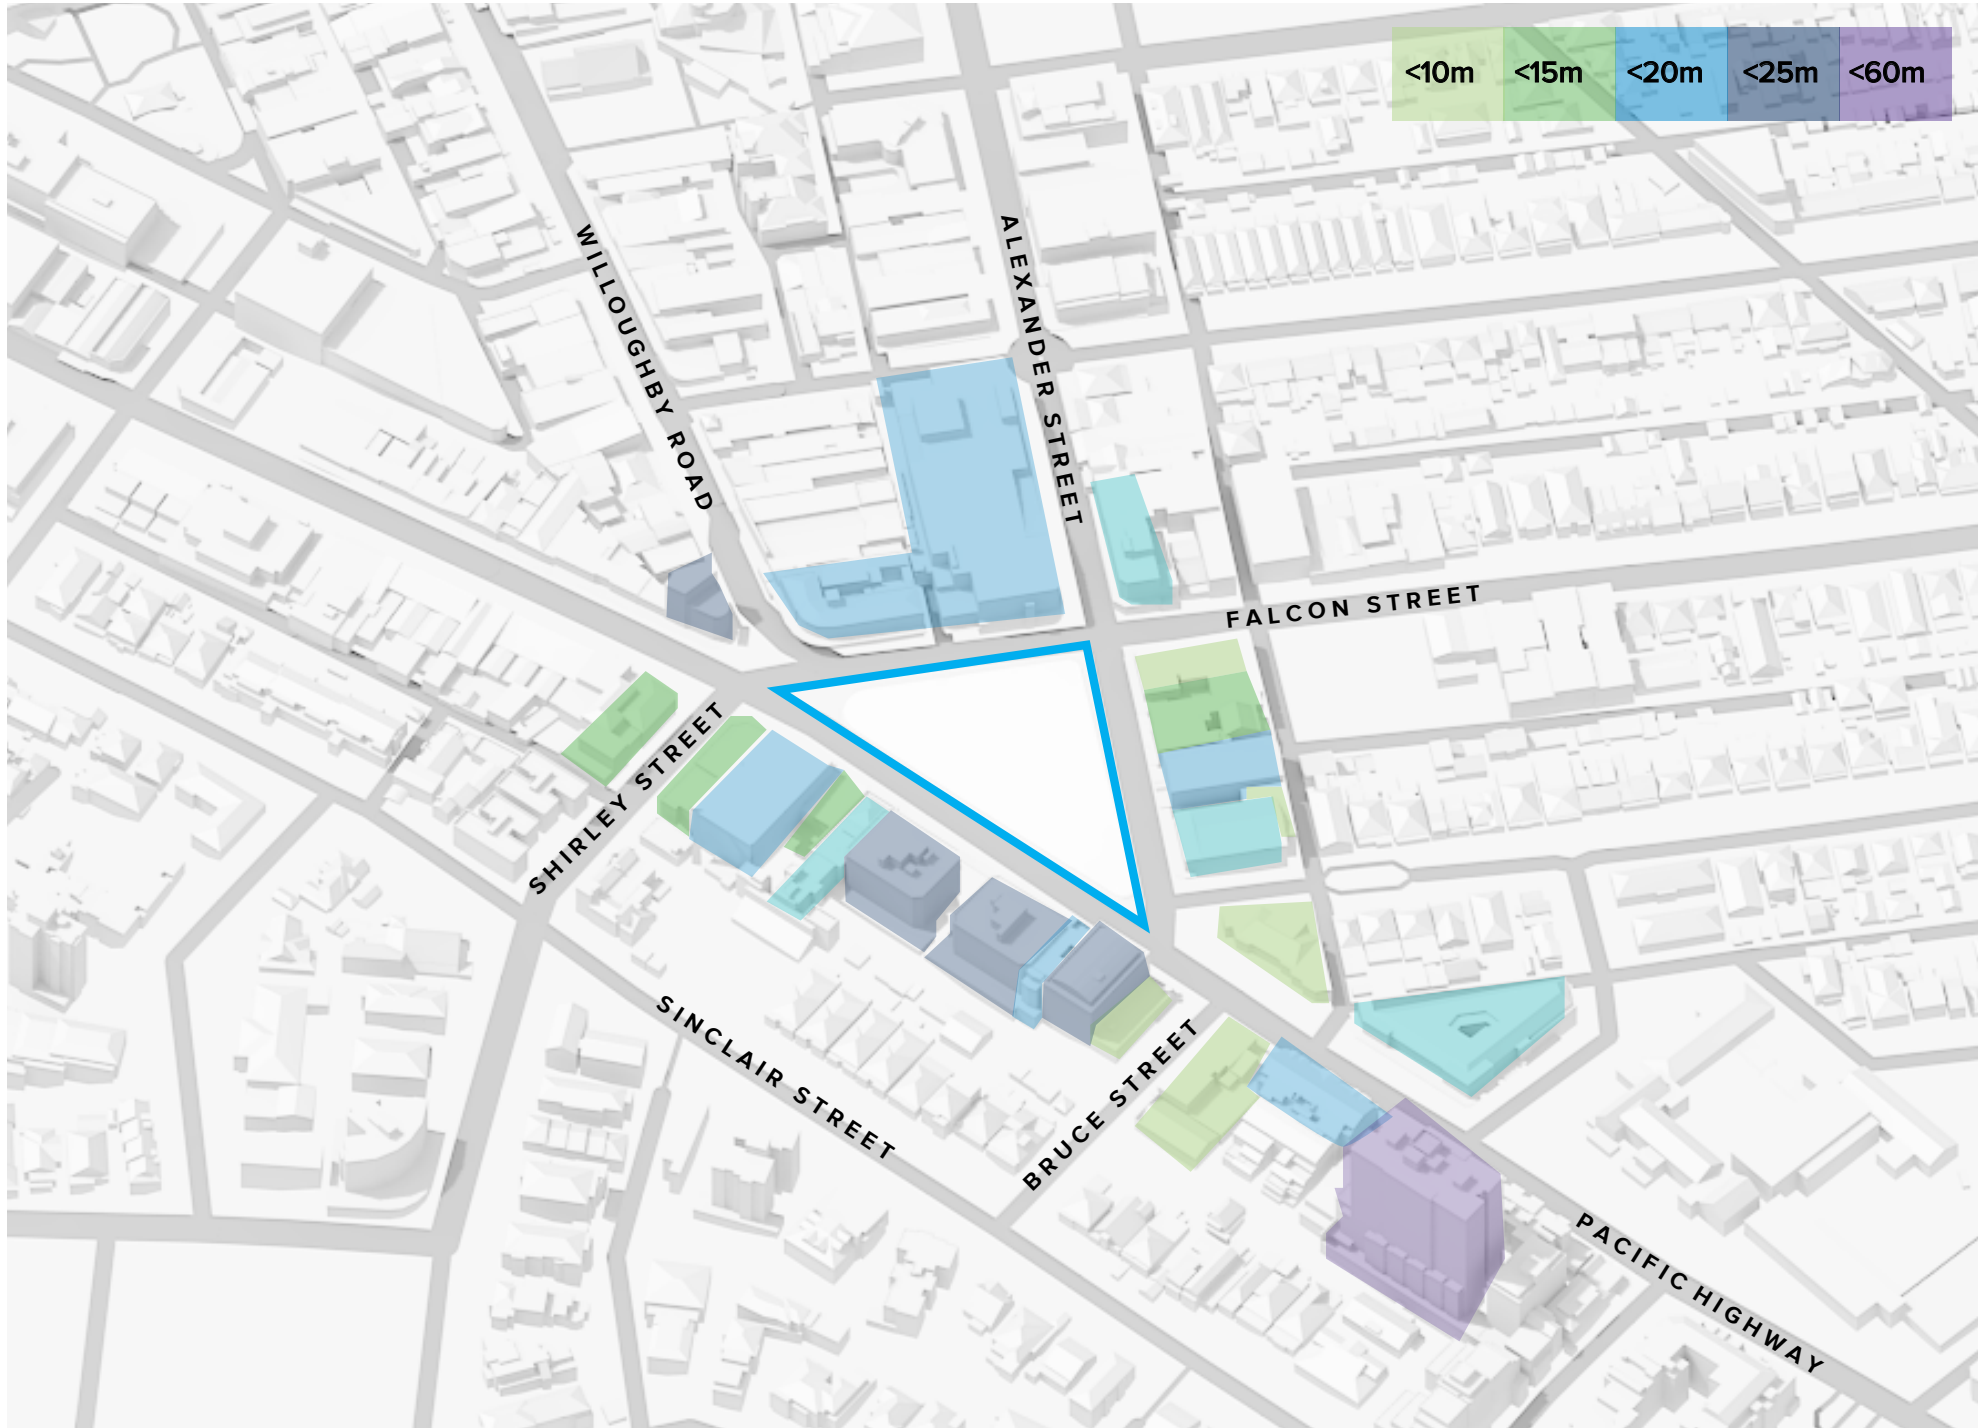 <10m <15m <20m <25m <60m
WILLOUGHBY ROAD
ALEXANDER STREET
FALCON STREET
SHIRLEY STREET
SINCLAIR STREET
BRUCE STREET
PACIFIC HIGHWAY